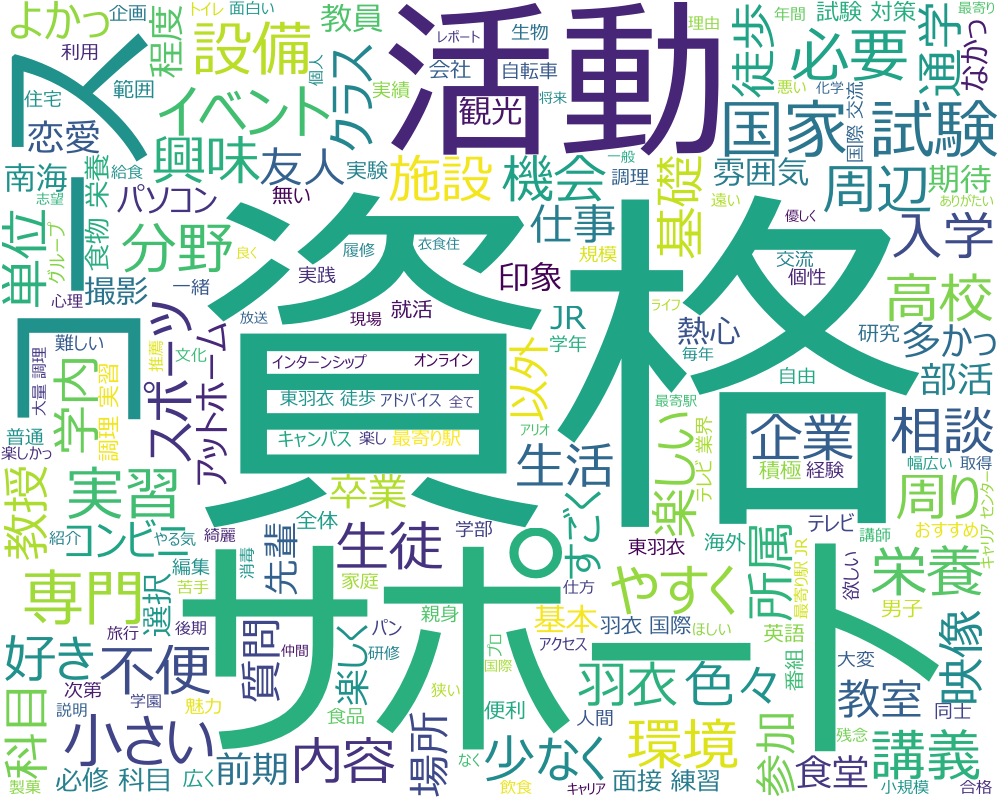 資格
サポート
活動
コース
よかっ
企画
トイレ
面白い
利用
程度
教員
設備
住宅
範囲
イベント
クラス
恋愛
個人
実績
レポート
会社
生物
自転車
観光
将来
理由
徒歩
年間
試験 対策
最寄り
必要
悪い
化学
国際 交流
通学
なかっ
国家
試験
南海
志望
栄養
給食
興味
友人
実験
施設
機会
一般
調理
仕事
基礎
雰囲気
遠い
周辺
期待
ありがたい
優しく
入学
パソコン
無い
食物
グループ
単位
心理
分野
撮影
一緒
良く
履修
衣食住
実践
印象
規模
交流
個性
高校
多かっ
就活
現場
放送
JR
熱心
ライフ
毎年
研究
学年
自由
部活
難しい
大量 調理
スポーツ
推薦
文化
アットホーム
インターンシップ
オンライン
以外
最寄駅
東羽衣 徒歩
アドバイス
全て
アリオ
企業
相談
普通
楽しかっ
学内
調理 実習
キャンパス
楽し
最寄り駅
生活
楽しい
テレビ 業界
積極
経験
幅広い
取得
教授
実習
卒業
周り
コンビニ
紹介
やる気
綺麗
全体
学部
すごく
東羽衣
海外
テレビ
講師
おすすめ
キャリア センター
生徒
専門
選択
編集
苦手
消毒
先輩
家庭
親身
仕方
やすく
所属
最寄り駅 JR
欲しい
栄養
男子
好き
不便
旅行
後期
質問
仲間
楽しく
パン
研修
基本
アクセス
プロ
国際
羽衣 国際
ほしい
英語
番組
大変
映像
科目
次第
説明
学園
魅力
食品
狭い
便利
羽衣
人間
色々
教室
同士
残念
小さい
内容
場所
少なく
なく
環境
参加
講義
製菓
必修 科目
広く
前期
飲食
キャリア
面接 練習
食堂
小規模
合格